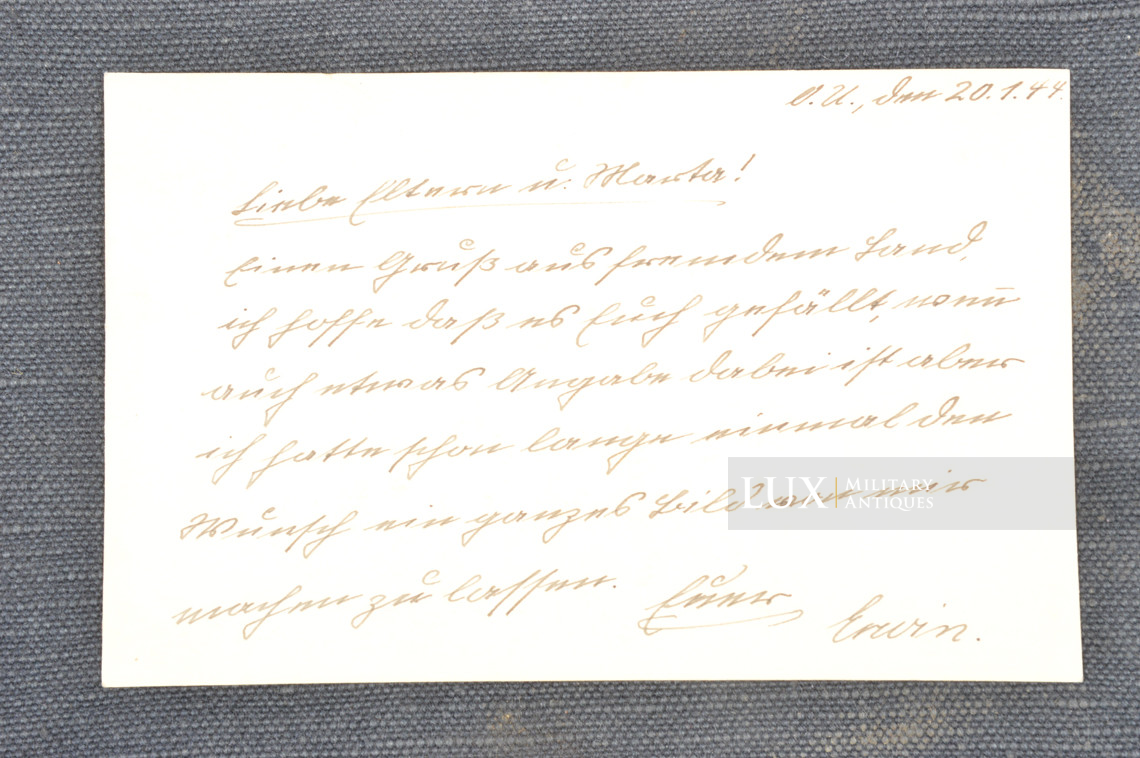 O.U., den 20.1.44.
Liebe Eltern u. Marta!
Einen Gruß aus fremdem Land,
ich hoffe daß es Euch gefällt, wenn
auch etwas Angabe dabei ist aber
ich hatte schon lange einmal den
Wunsch ein ganzes Bild von mir
machen zu lassen. Euer
Erwin.
LUX MILITARY ANTIQUES